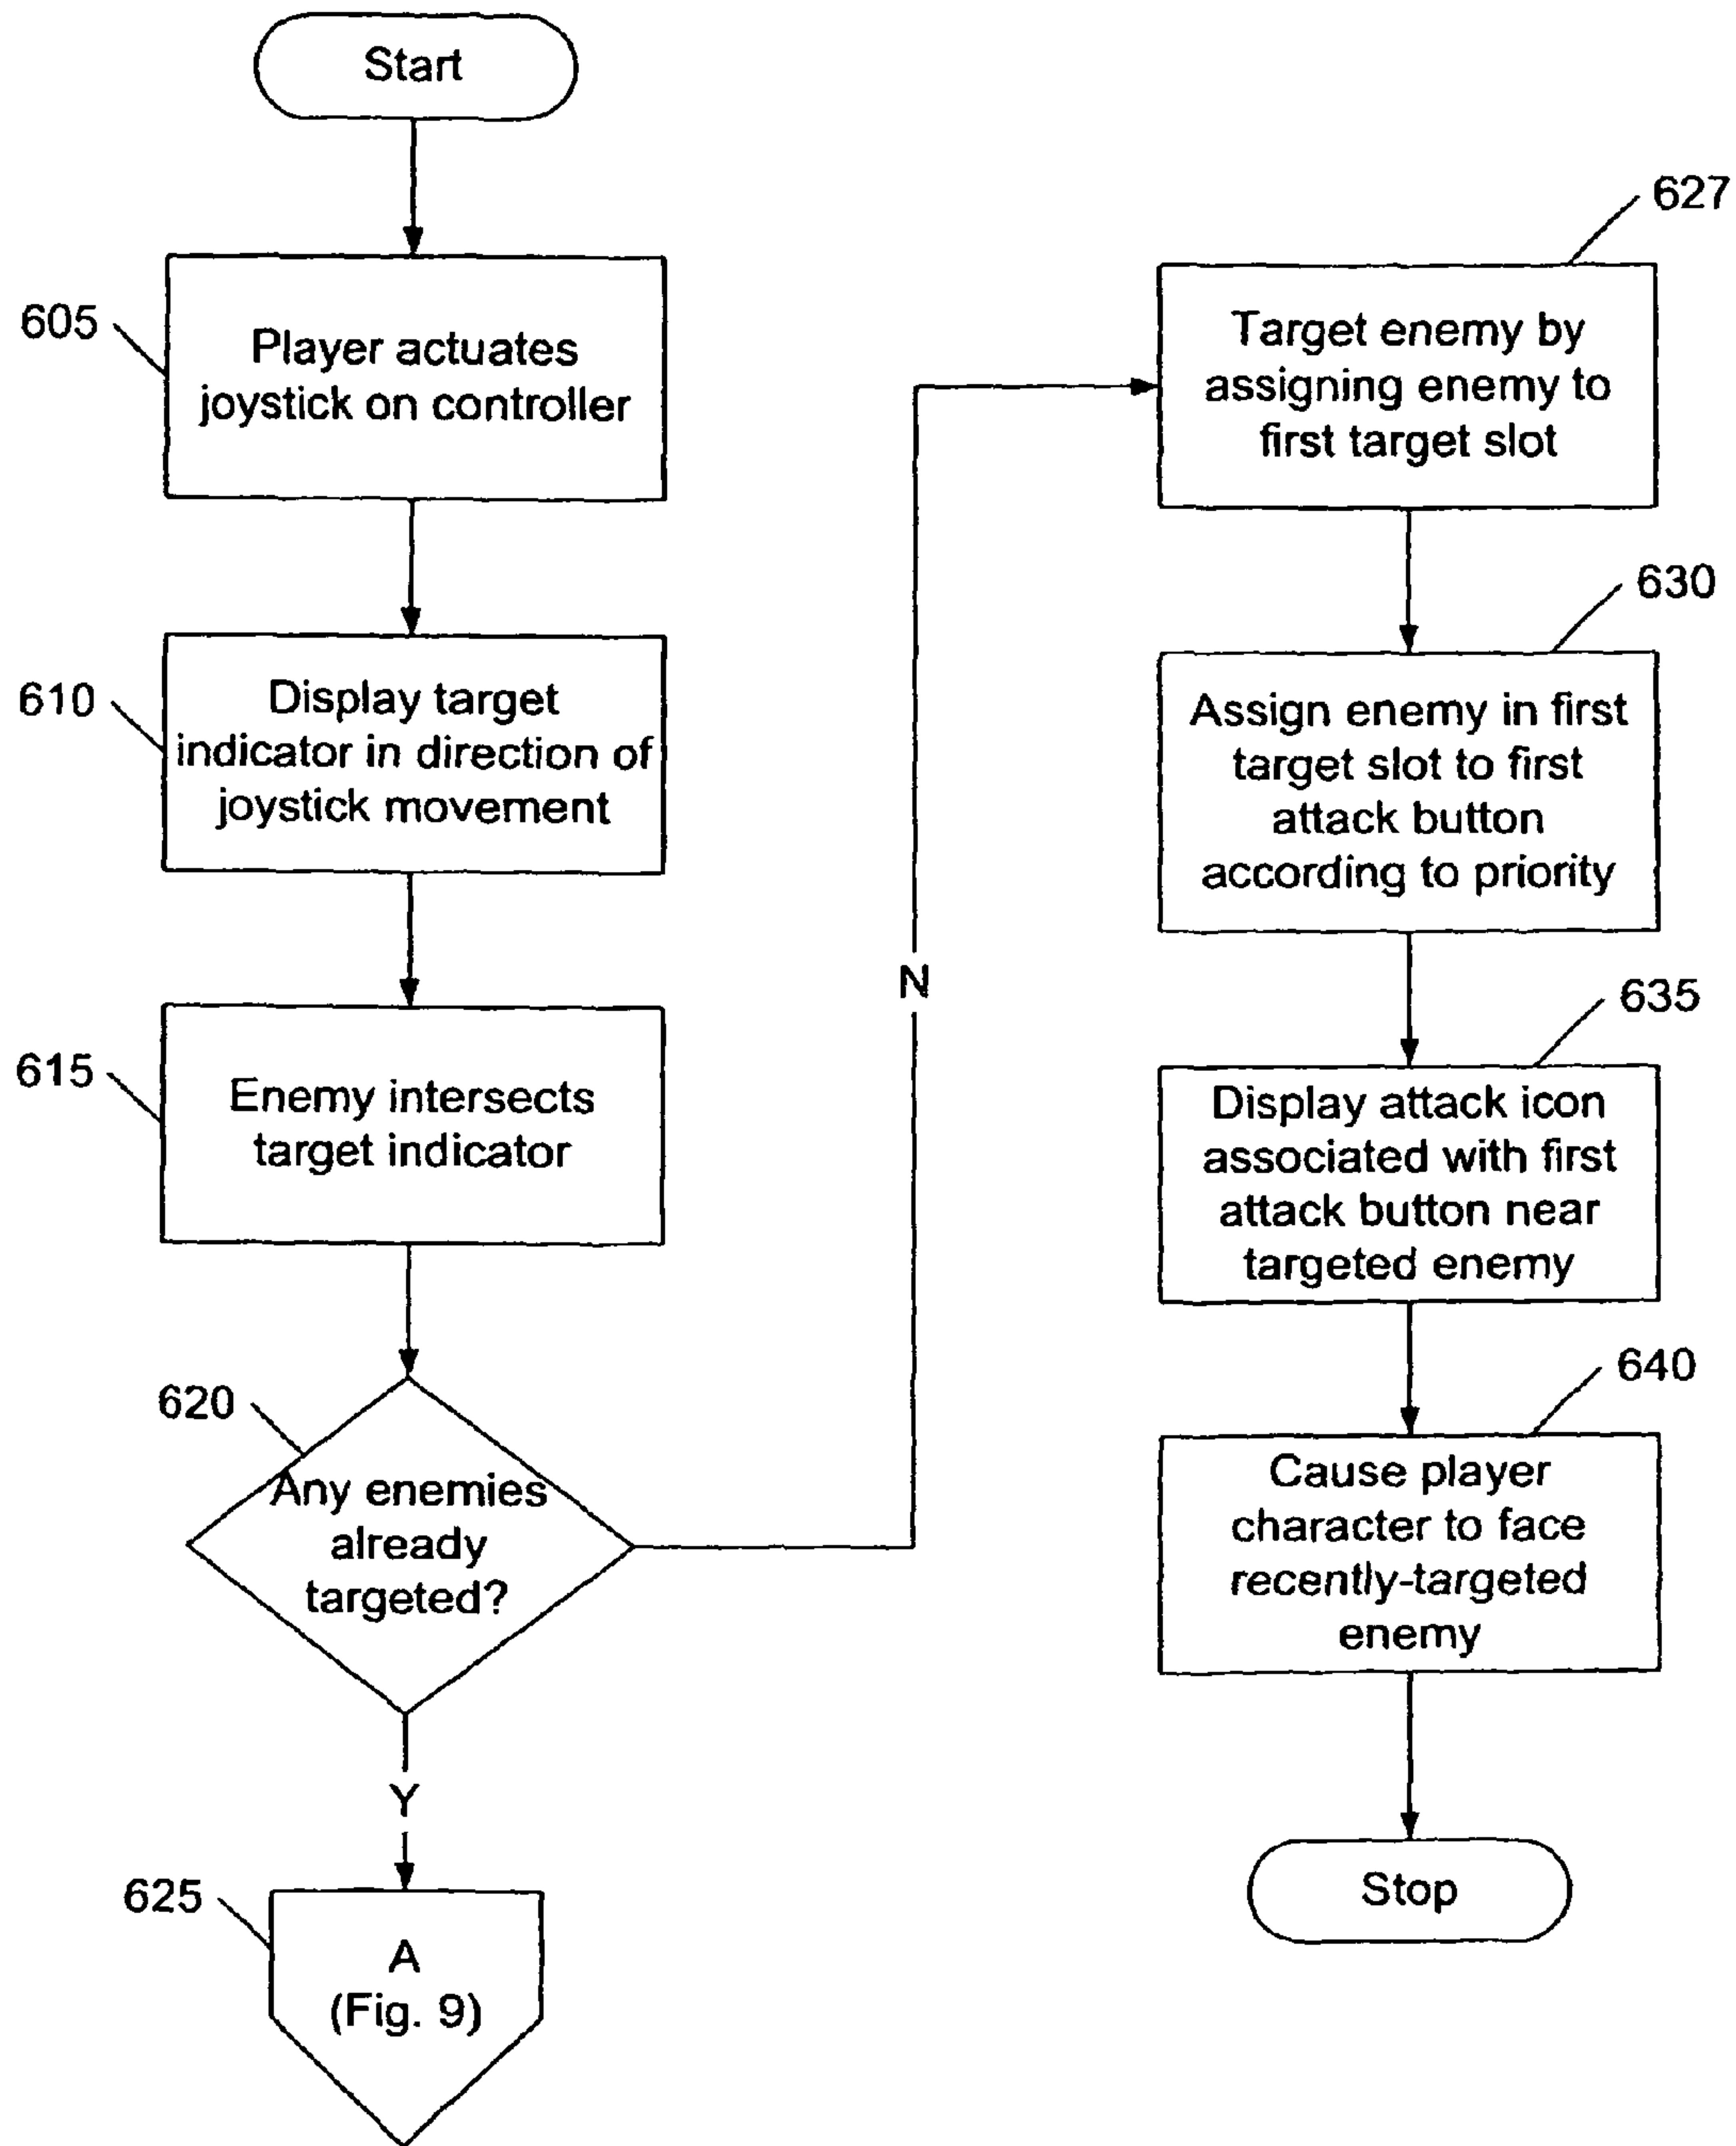 Start
605
Player actuates
joystick on controller
610
Display target
indicator in direction of
joystick movement
615
Enemy intersects
target indicator
620
Any enemies
already
targeted?
Y
625
A
(Fig. 9)
N
627
Target enemy by
assigning enemy to
first target slot
630
Assign enemy in first
target slot to first
attack button
according to priority
635
Display attack icon
associated with first
attack button near
targeted enemy
640
Cause player
character to face
recently-targeted
enemy
Stop